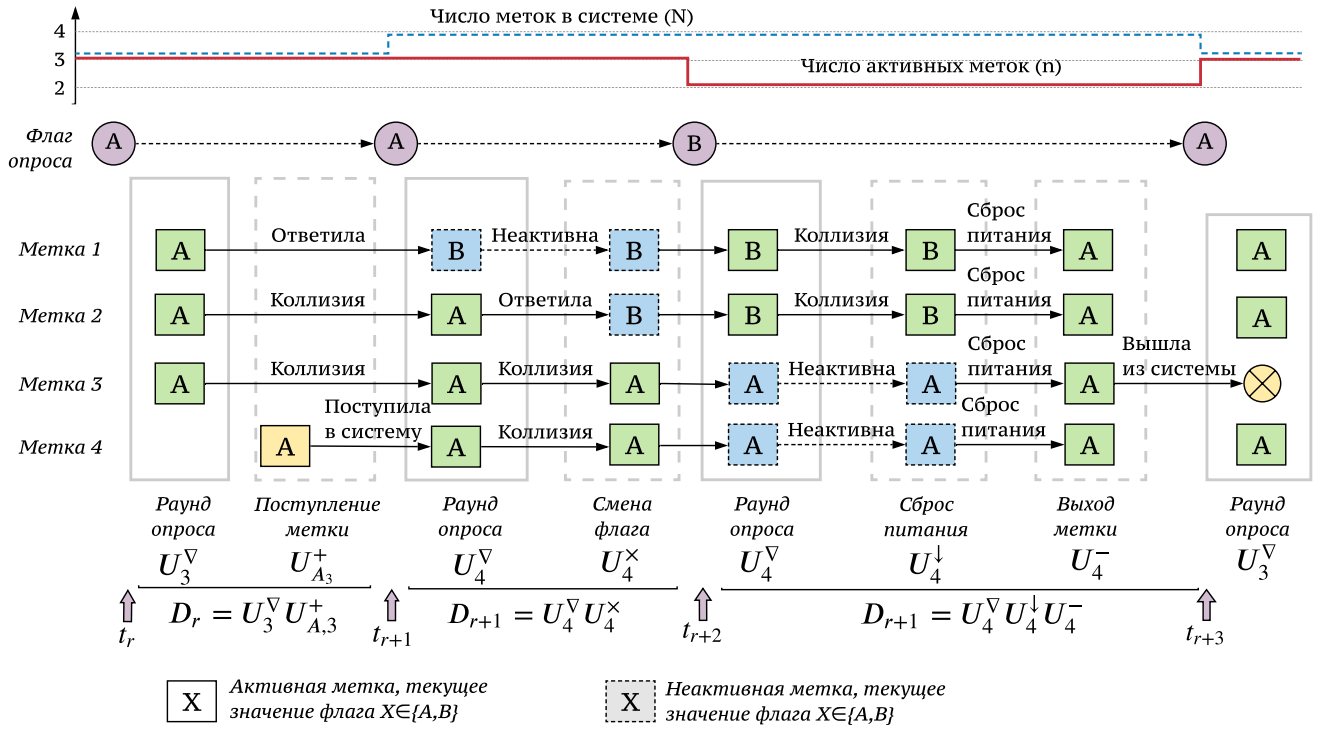 Число меток в системе (N)
4
3
Число активных меток (n)
2
Флаг
опроса
A A B A
Сброс
питания
Метка 1 A Ответила B Неактивна B B Коллизия B A A
Сброс
питания
Метка 2 A Коллизия A Ответила B B Коллизия B A A
Сброс
питания
Вышла
из системы
Метка 3 A Коллизия A Коллизия A A Неактивна A A
Поступила
в систему
Сброс
питания
Метка 4 A A Коллизия A A Неактивна A A A
Раунд Поступление Раунд Смена Раунд Сброс Выход Раунд
опроса метки опроса флага опроса питания метки опроса
U₃^∇ U_{A₃}^+ U₄^∇ U₄^× U₄^∇ U₄^↓ U₄^− U₃^∇
D_r = U₃^∇ U_{A,3}^+ D_{r+1} = U₄^∇ U₄^× D_{r+1} = U₄^∇ U₄^↓ U₄^−
t_r t_{r+1} t_{r+2} t_{r+3}
X Активная метка, текущее
значение флага X∈{A,B}
X Неактивная метка, текущее
значение флага X∈{A,B}